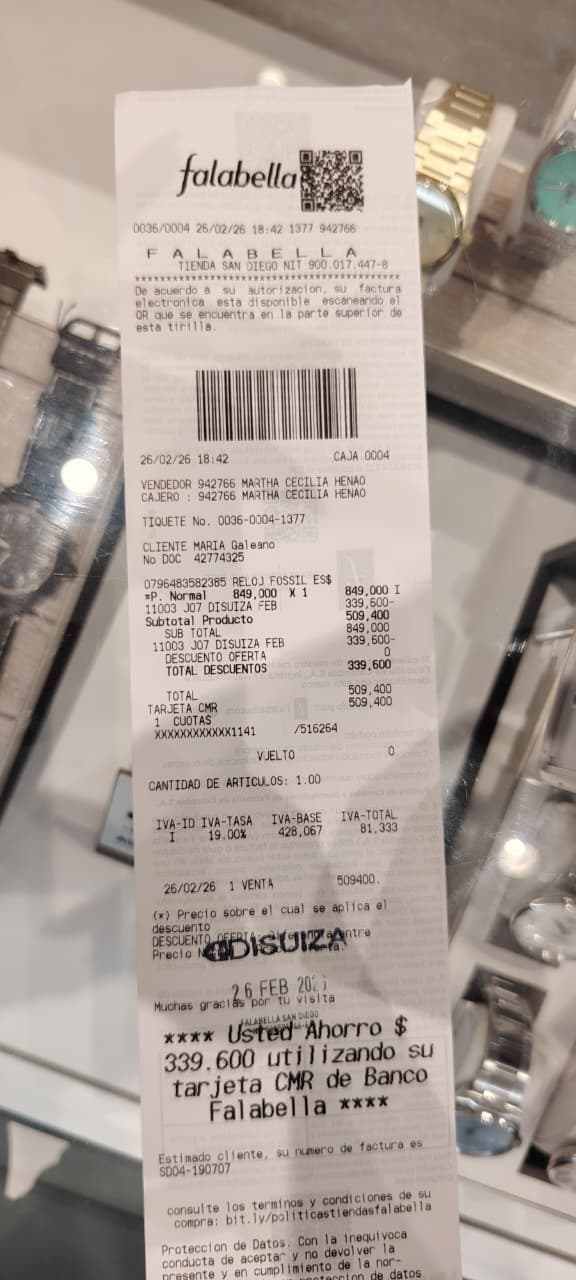 falabella
0036/0004 26/02/26 18:42 1377 942766
F A L A B E L L A
TIENDA SAN DIEGO NIT 900.017.447-8
****************************************
De acuerdo a su autorizacion, su factura
electronica esta disponible escaneando el
QR que se encuentra en la parte superior de
esta tirilla.
26/02/26 18:42 CAJA 0004
VENDEDOR 942766 MARTHA CECILIA HENAO
CAJERO : 942766 MARTHA CECILIA HENAO
TIQUETE No. 0036-0004-1377
CLIENTE MARIA Galeano
No DOC 42774325
0796483582385 RELOJ FOSSIL ES$
*P. Normal 849,000 X 1 849,000 I
11003 J07 DISUIZA FEB 339,600-
Subtotal Producto 509,400
SUB TOTAL 849,000
11003 J07 DISUIZA FEB 339,600-
DESCUENTO OFERTA 0
TOTAL DESCUENTOS 339,600
TOTAL 509,400
TARJETA CMR 509,400
1 CUOTAS
XXXXXXXXXXXX1141 /516264
VUELTO 0
CANTIDAD DE ARTICULOS: 1.00
IVA-ID IVA-TASA IVA-BASE IVA-TOTAL
I 19.00% 428,067 81,333
26/02/26 1 VENTA 509400.
(*) Precio sobre el cual se aplica el
descuento
DESCUENTO OFERTA: entre
Precio
DISUIZA
26 FEB
Muchas gracias por tu visita
FALABELLA SAN DIEGO
**** Usted Ahorro $
339.600 utilizando su
tarjeta CMR de Banco
Falabella ****
Estimado cliente, su numero de factura es
SD04-190707
consulte los terminos y condiciones de su
compra: bit.ly/politicastiendasfalabella
Proteccion de Datos. Con la inequivoca
conducta de aceptar y no devolver la
presente y en cumplimiento de la nor-
proteccion de datos